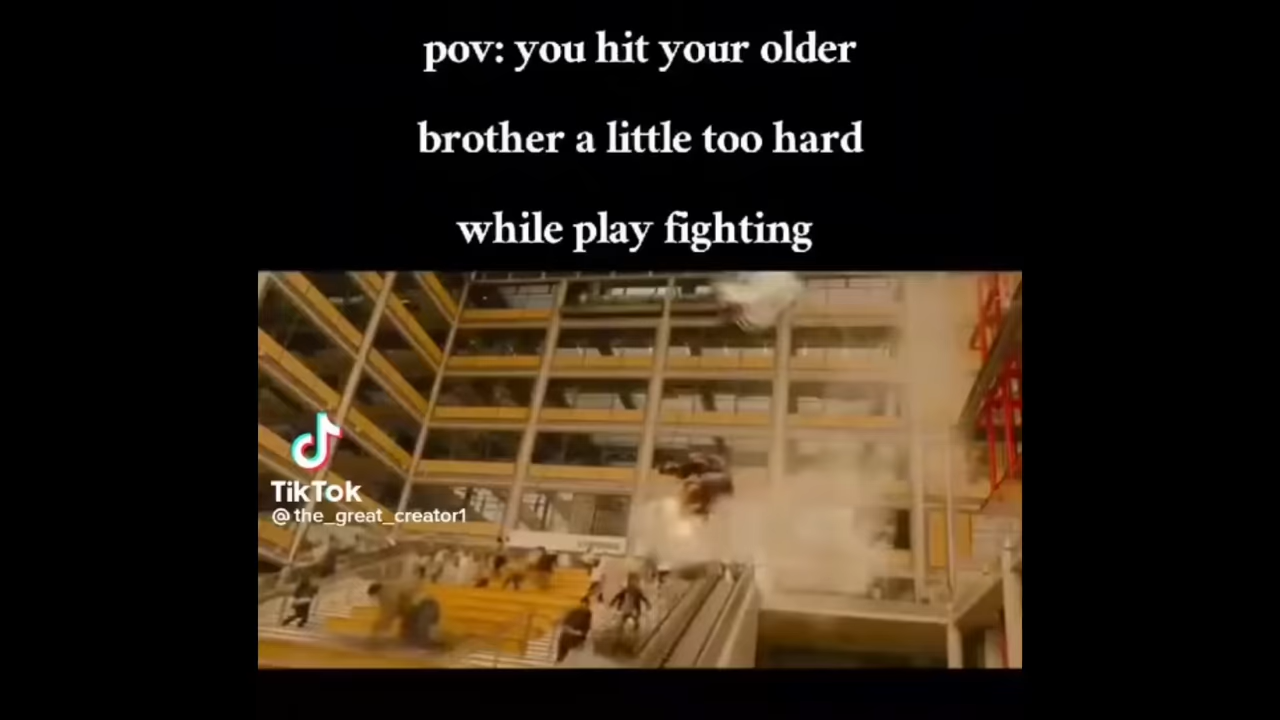 pov: you hit your older
brother a little too hard
while play fighting
TikTok
@the_great_creator1